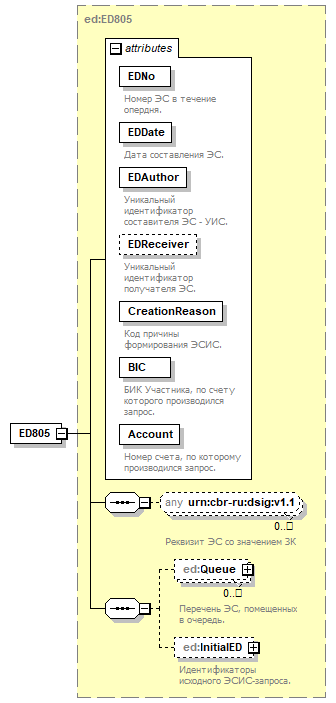 ed:ED805
attributes
EDNo
Номер ЭС в течение
опердня.
EDDate
Дата составления ЭС.
EDAuthor
Уникальный
идентификатор
составителя ЭС - УИС.
EDReceiver
Уникальный
идентификатор
получателя ЭС.
CreationReason
Код причины
формирования ЭСИС.
BIC
БИК Участника, по счету
которого производился
запрос.
Account
Номер счета, по которому
производился запрос.
ED805
any urn:cbr-ru:dsig:v1.1
0..
Реквизит ЭС со значением ЗК
ed:Queue
0..
Перечень ЭС, помещенных
в очередь.
ed:InitialED
Идентификаторы
исходного ЭСИС-запроса.